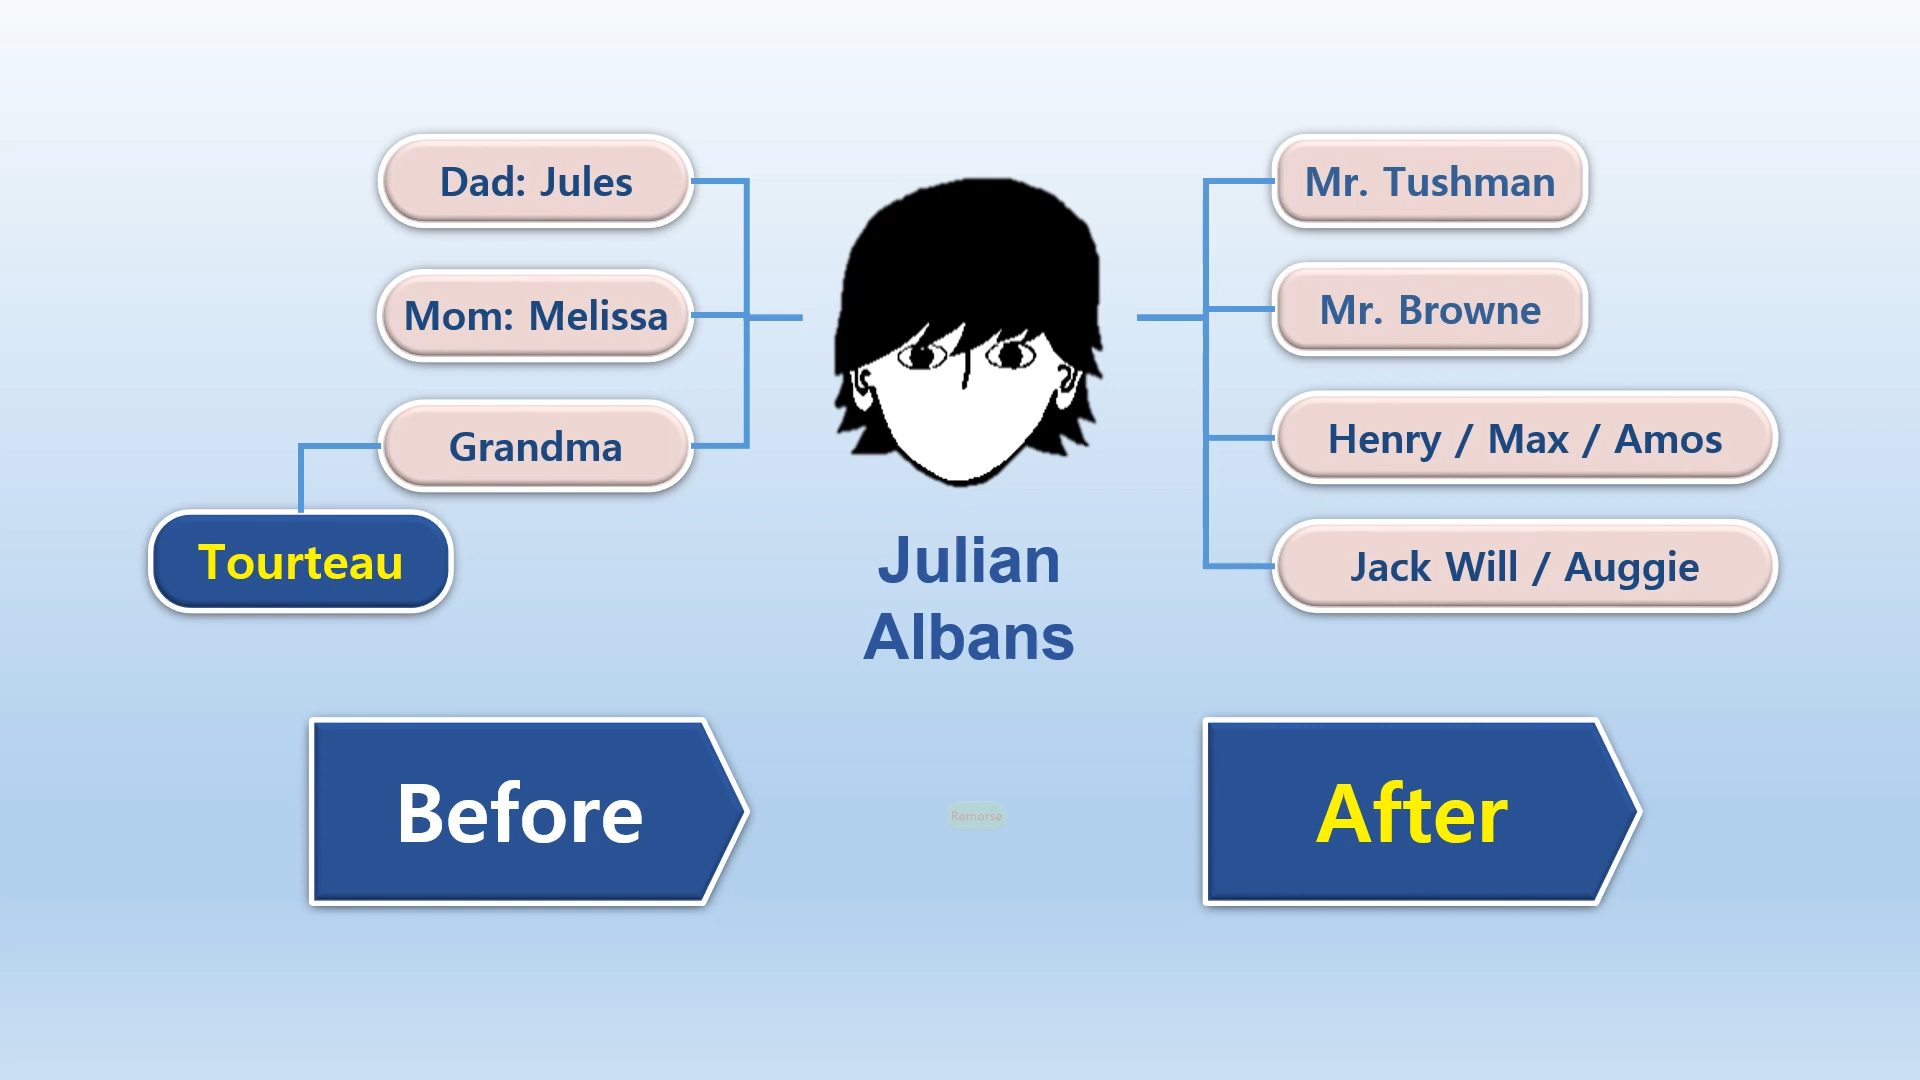 Dad: Jules
Mom: Melissa
Grandma
Tourteau
Julian
Albans
Mr. Tushman
Mr. Browne
Henry / Max / Amos
Jack Will / Auggie
Before
Remorse
After